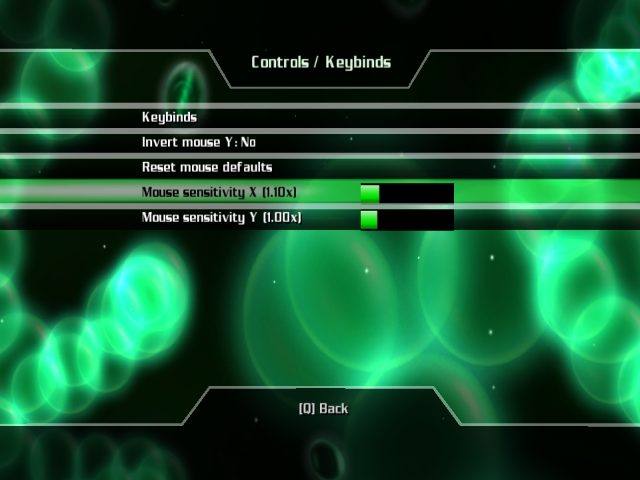 Controls / Keybinds
Keybinds
Invert mouse Y: No
Reset mouse defaults
Mouse sensitivity X (1.10x)
Mouse sensitivity Y (1.00x)
[Q] Back